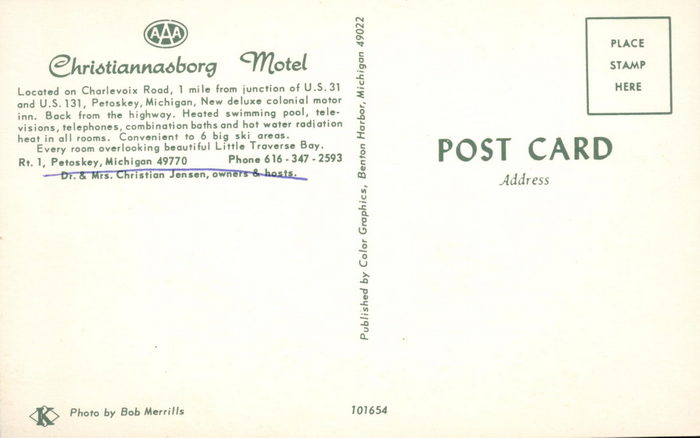 AAA
Christiannasborg Motel
Located on Charlevoix Road, 1 mile from junction of U.S. 31
and U.S. 131, Petoskey, Michigan, New deluxe colonial motor
inn. Back from the highway. Heated swimming pool, tele-
visions, telephones, combination baths and hot water radiation
heat in all rooms. Convenient to 6 big ski areas.
Every room overlooking beautiful Little Traverse Bay.
Rt. 1, Petoskey, Michigan 49770 Phone 616 - 347 - 2593
Dr. & Mrs. Christian Jensen, owners & hosts.
K
Photo by Bob Merrills
Published by Color Graphics, Benton Harbor, Michigan 49022
101654
PLACE
STAMP
HERE
POST CARD
Address